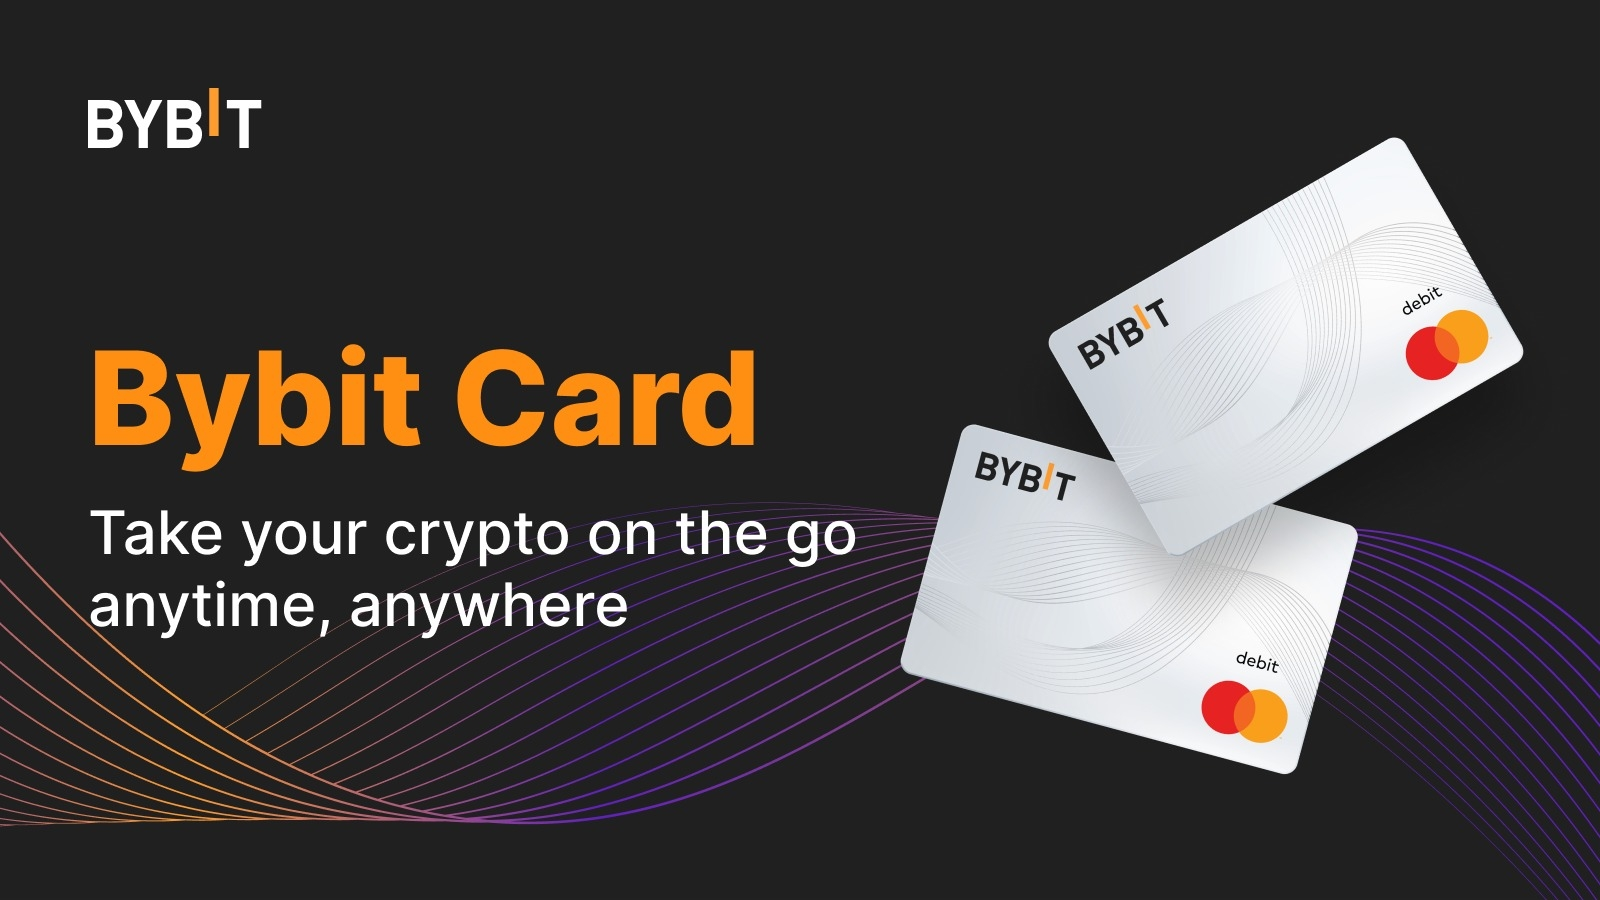 BYBIT
Bybit Card
Take your crypto on the go
anytime, anywhere
BYBIT
debit
BYBIT
debit